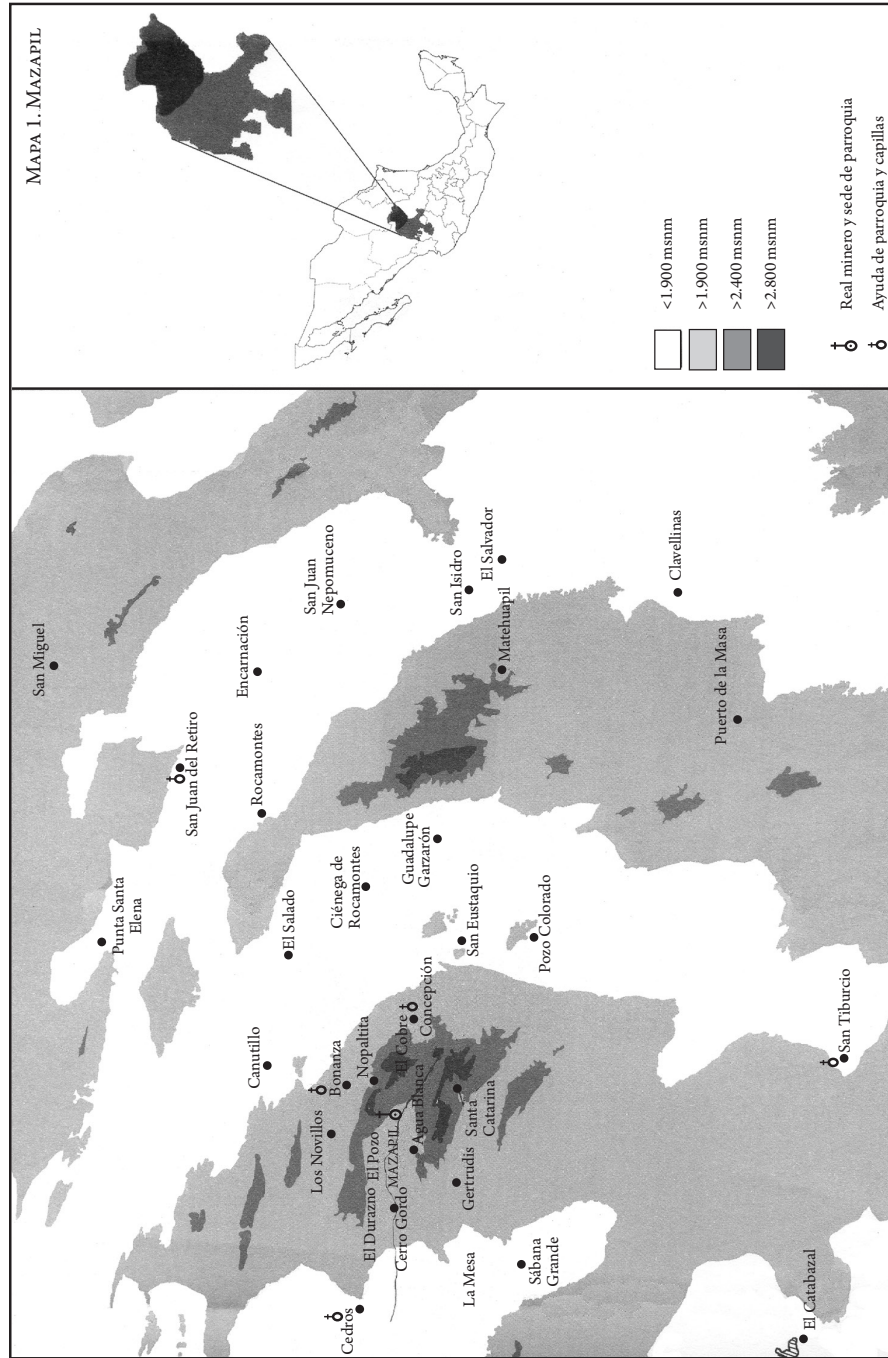 MAPA 1. MAZAPIL
<1.900 msnm
>1.900 msnm
>2.400 msnm
>2.800 msnm
Real minero y sede de parroquia
Ayuda de parroquia y capillas
San Miguel
Punta Santa
Elena
San Juan del Retiro
Encarnación
Rocamontes
San Juan
Nepomuceno
El Salado
Canutillo
Ciénega de
Rocamontes
Bonanza
Los Novillos
Nopaltita
Guadalupe
Garzarón
San Isidro
El Salvador
Matehuapil
El Cobre
Concepción
San Eustaquio
El Pozo
MAZAPIL
Agua Blanca
El Durazno
Cerro Gordo
Cedros
Santa
Catarina
Gertrudis
Pozo Colorado
La Mesa
Sábana
Grande
Clavellinas
Puerto de la Masa
San Tiburcio
El Catabazal